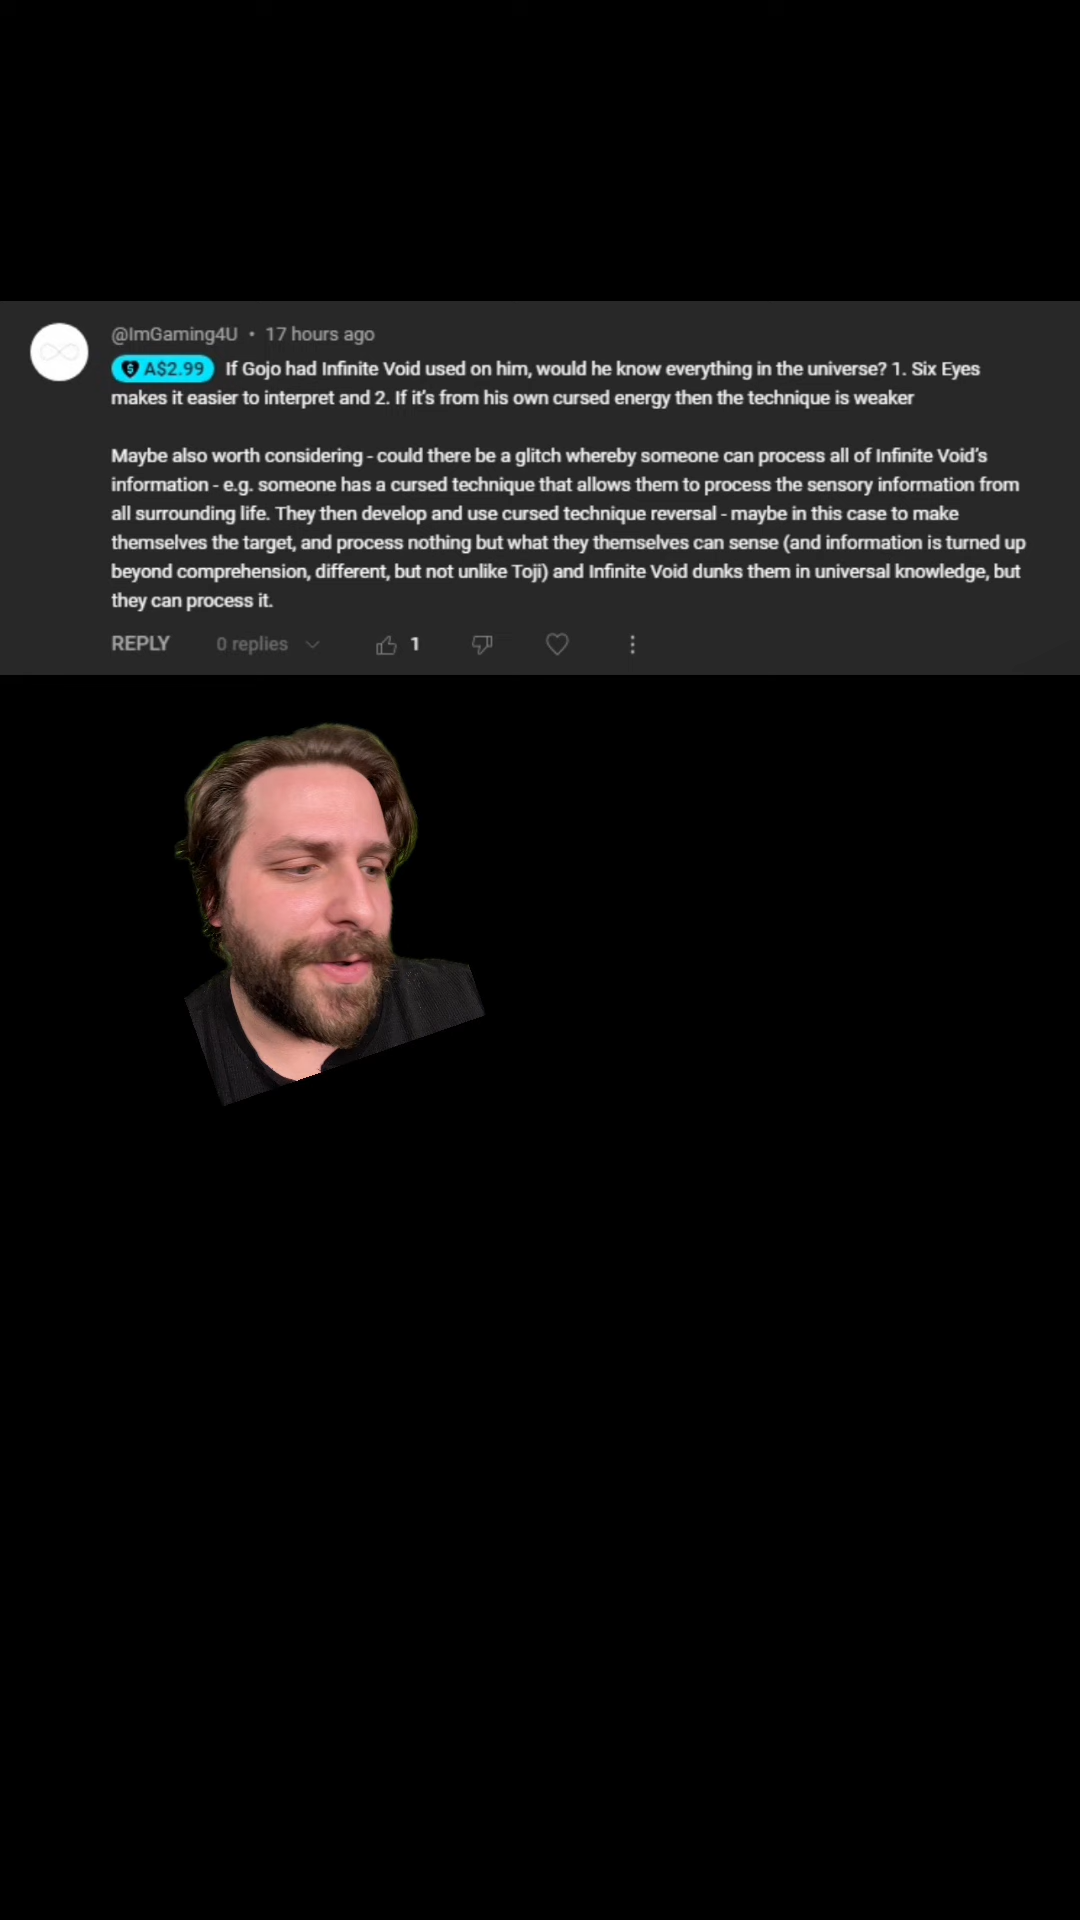 @ImGaming4U • 17 hours ago
A$2.99 If Gojo had Infinite Void used on him, would he know everything in the universe? 1. Six Eyes
makes it easier to interpret and 2. If it's from his own cursed energy then the technique is weaker
Maybe also worth considering - could there be a glitch whereby someone can process all of Infinite Void's
information - e.g. someone has a cursed technique that allows them to process the sensory information from
all surrounding life. They then develop and use cursed technique reversal - maybe in this case to make
themselves the target, and process nothing but what they themselves can sense (and information is turned up
beyond comprehension, different, but not unlike Toji) and Infinite Void dunks them in universal knowledge, but
they can process it.
REPLY 0 replies 1